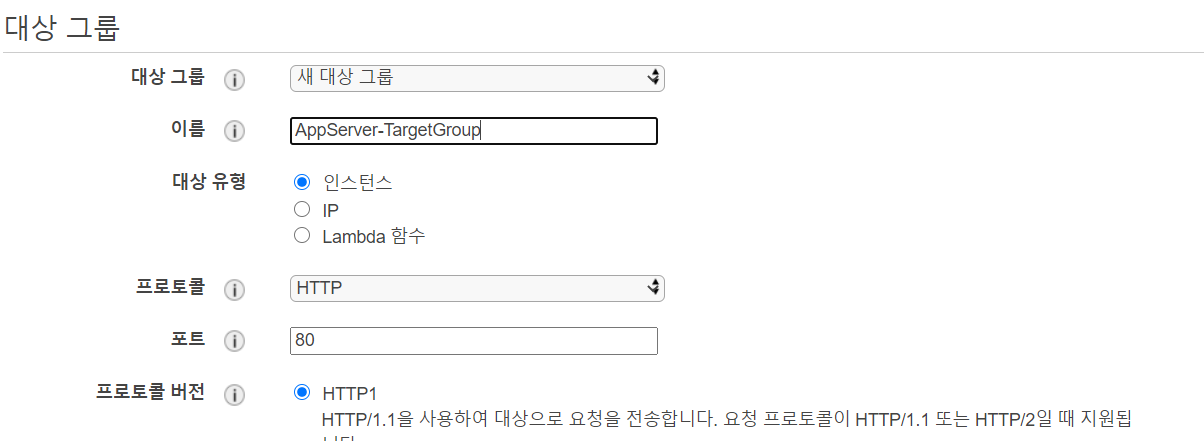 대상 그룹
대상 그룹 새 대상 그룹
이름 AppServer-TargetGroup
대상 유형 인스턴스
IP
Lambda 함수
프로토콜 HTTP
포트 80
프로토콜 버전 HTTP1
HTTP/1.1을 사용하여 대상으로 요청을 전송합니다. 요청 프로토콜이 HTTP/1.1 또는 HTTP/2일 때 지원됩